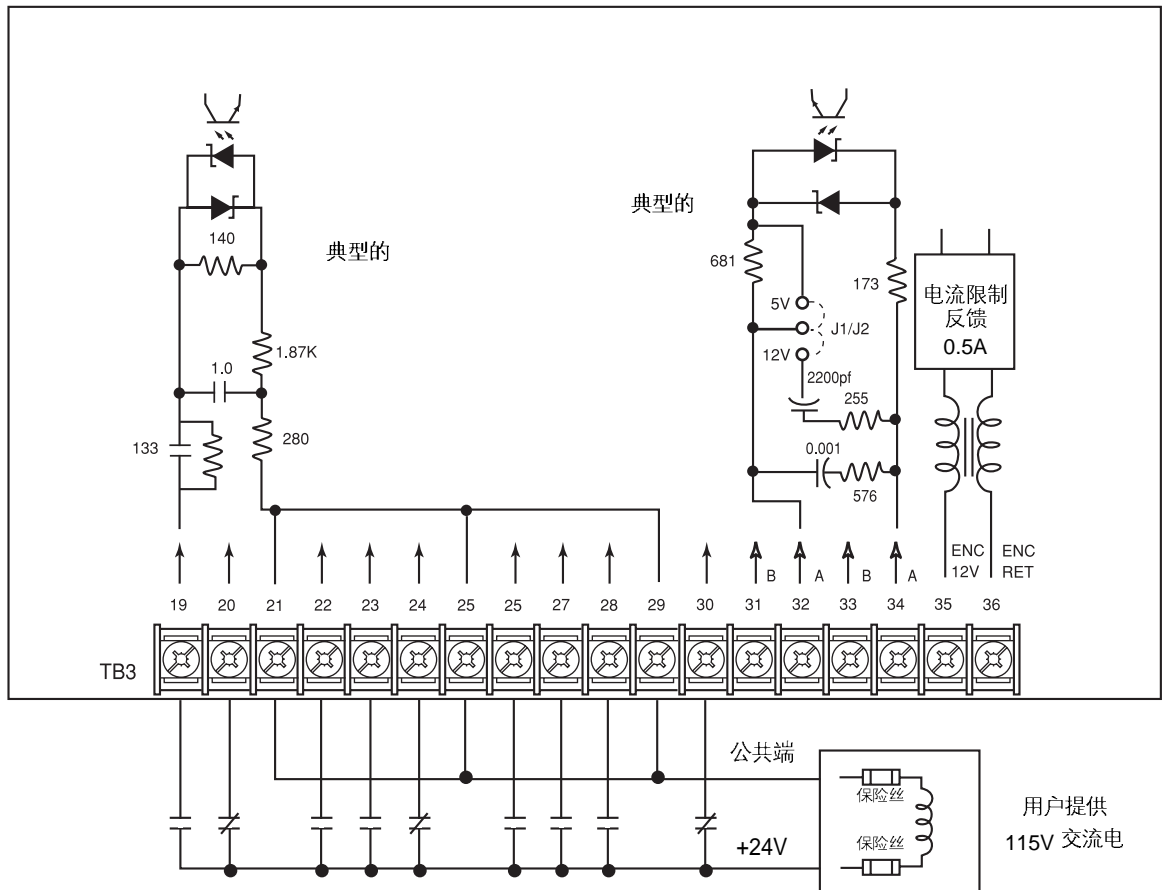 典型的
140
1.87K
1.0
280
133
典型的
681
173
5V
J1/J2
12V
2200pf
255
0.001
576
电流限制
反馈
0.5A
ENC
12V
ENC
RET
B
A
B
A
19 20 21 22 23 24 25 25 27 28 29 30 31 32 33 34 35 36
TB3
公共端
保险丝
保险丝
+24V
用户提供
115V 交流电